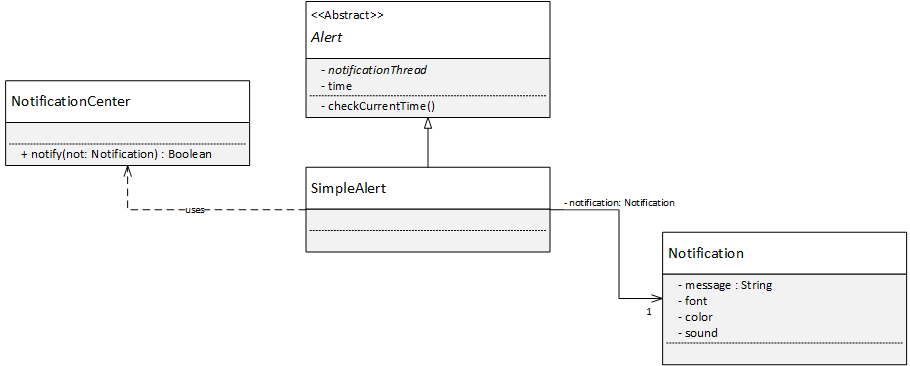 <<Abstract>>
Alert
- notificationThread
- time
- checkCurrentTime()
NotificationCenter
+ notify(not: Notification) : Boolean
SimpleAlert
uses
- notification: Notification
Notification
- message : String
- font
- color
- sound
1